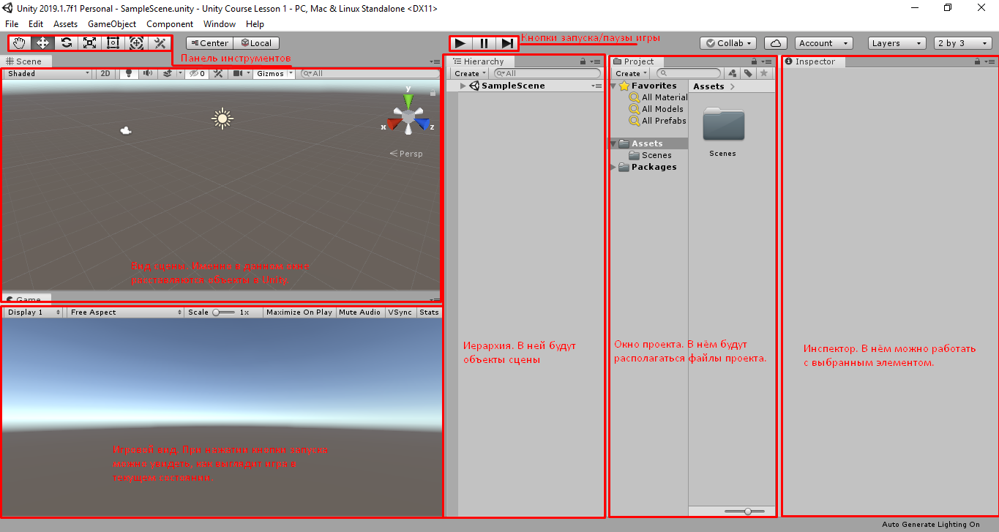 Unity 2019.1.7f1 Personal - SampleScene.unity - Unity Course Lesson 1 - PC, Mac & Linux Standalone <DX11>
File Edit Assets GameObject Component Window Help
Center Local
Кнопки запуска/паузы игры
Collab Account Layers 2 by 3
Панель инструментов
Scene
Shaded 2D 0 Gizmos All
y
x z
Persp
Вид сцены. Именно в данном окне
расставляются объекты в Unity.
Game
Display 1 Free Aspect Scale 1x Maximize On Play Mute Audio VSync Stats
Игровой вид. При нажатии кнопки запуска
можно увидеть, как выглядит игра в
текущем состоянии.
Hierarchy
Create All
SampleScene
Иерархия. В ней будут
объекты сцены
Project
Create
Favorites
All Material
All Models
All Prefabs
Assets
Scenes
Packages
Assets
Scenes
Окно проекта. В нём будут
располагаться файлы проекта.
Inspector
Инспектор. В нём можно работать
с выбранным элементом.
Auto Generate Lighting On